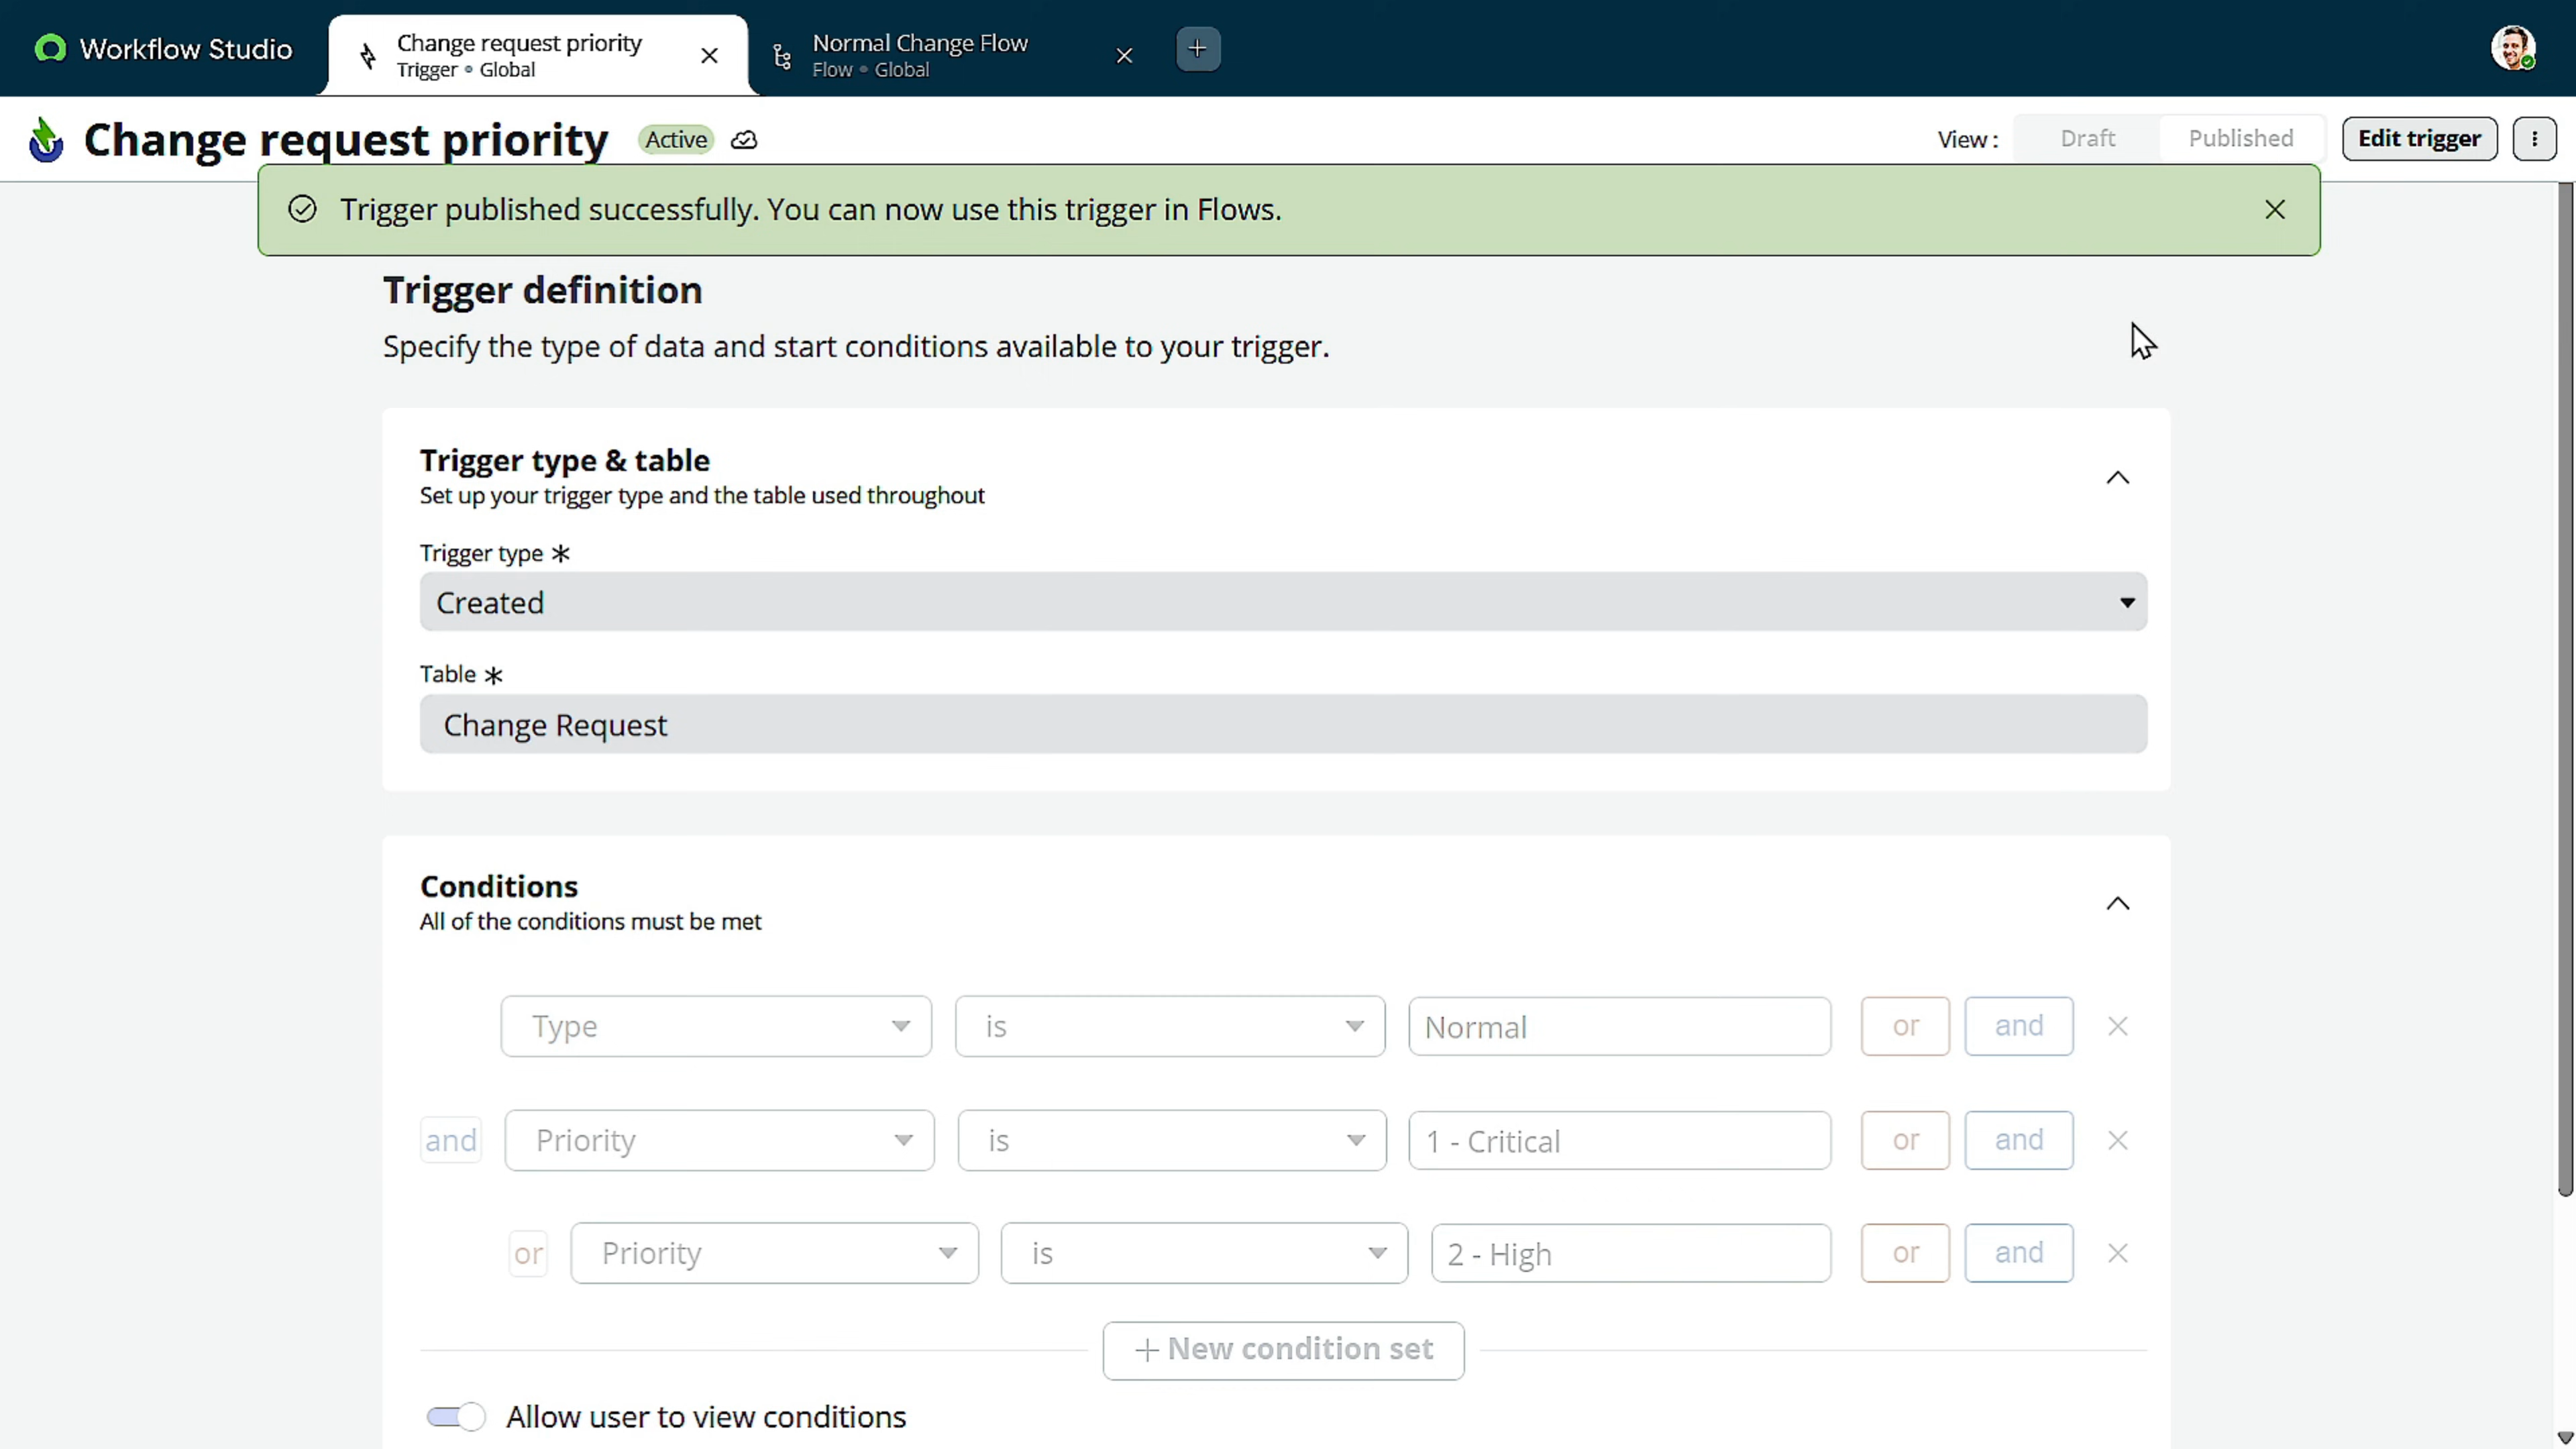 Workflow Studio
Change request priority
Trigger • Global
Normal Change Flow
Flow • Global
Change request priority
Active
View :
Draft
Published
Edit trigger
Trigger published successfully. You can now use this trigger in Flows.
Trigger definition
Specify the type of data and start conditions available to your trigger.
Trigger type & table
Set up your trigger type and the table used throughout
Trigger type *
Created
Table *
Change Request
Conditions
All of the conditions must be met
Type is Normal or and
and Priority is 1 - Critical or and
or Priority is 2 - High or and
+ New condition set
Allow user to view conditions